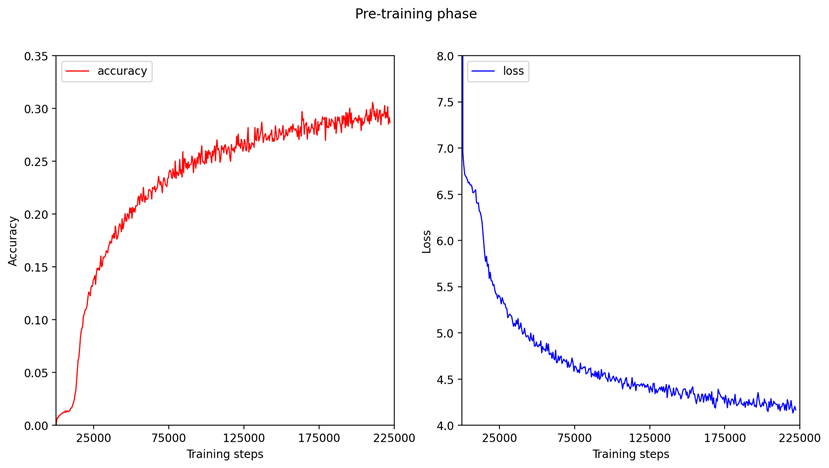 Pre-training phase
accuracy
0.35
0.30
0.25
0.20
0.15
0.10
0.05
0.00
Accuracy
25000 75000 125000 175000 225000
Training steps
loss
8.0
7.5
7.0
6.5
6.0
5.5
5.0
4.5
4.0
Loss
25000 75000 125000 175000 225000
Training steps